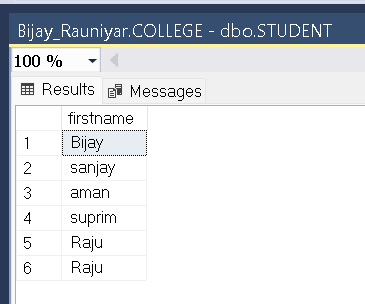 Bijay_Rauniyar.COLLEGE - dbo.STUDENT
100 %
Results Messages
firstname
1 Bijay
2 sanjay
3 aman
4 suprim
5 Raju
6 Raju